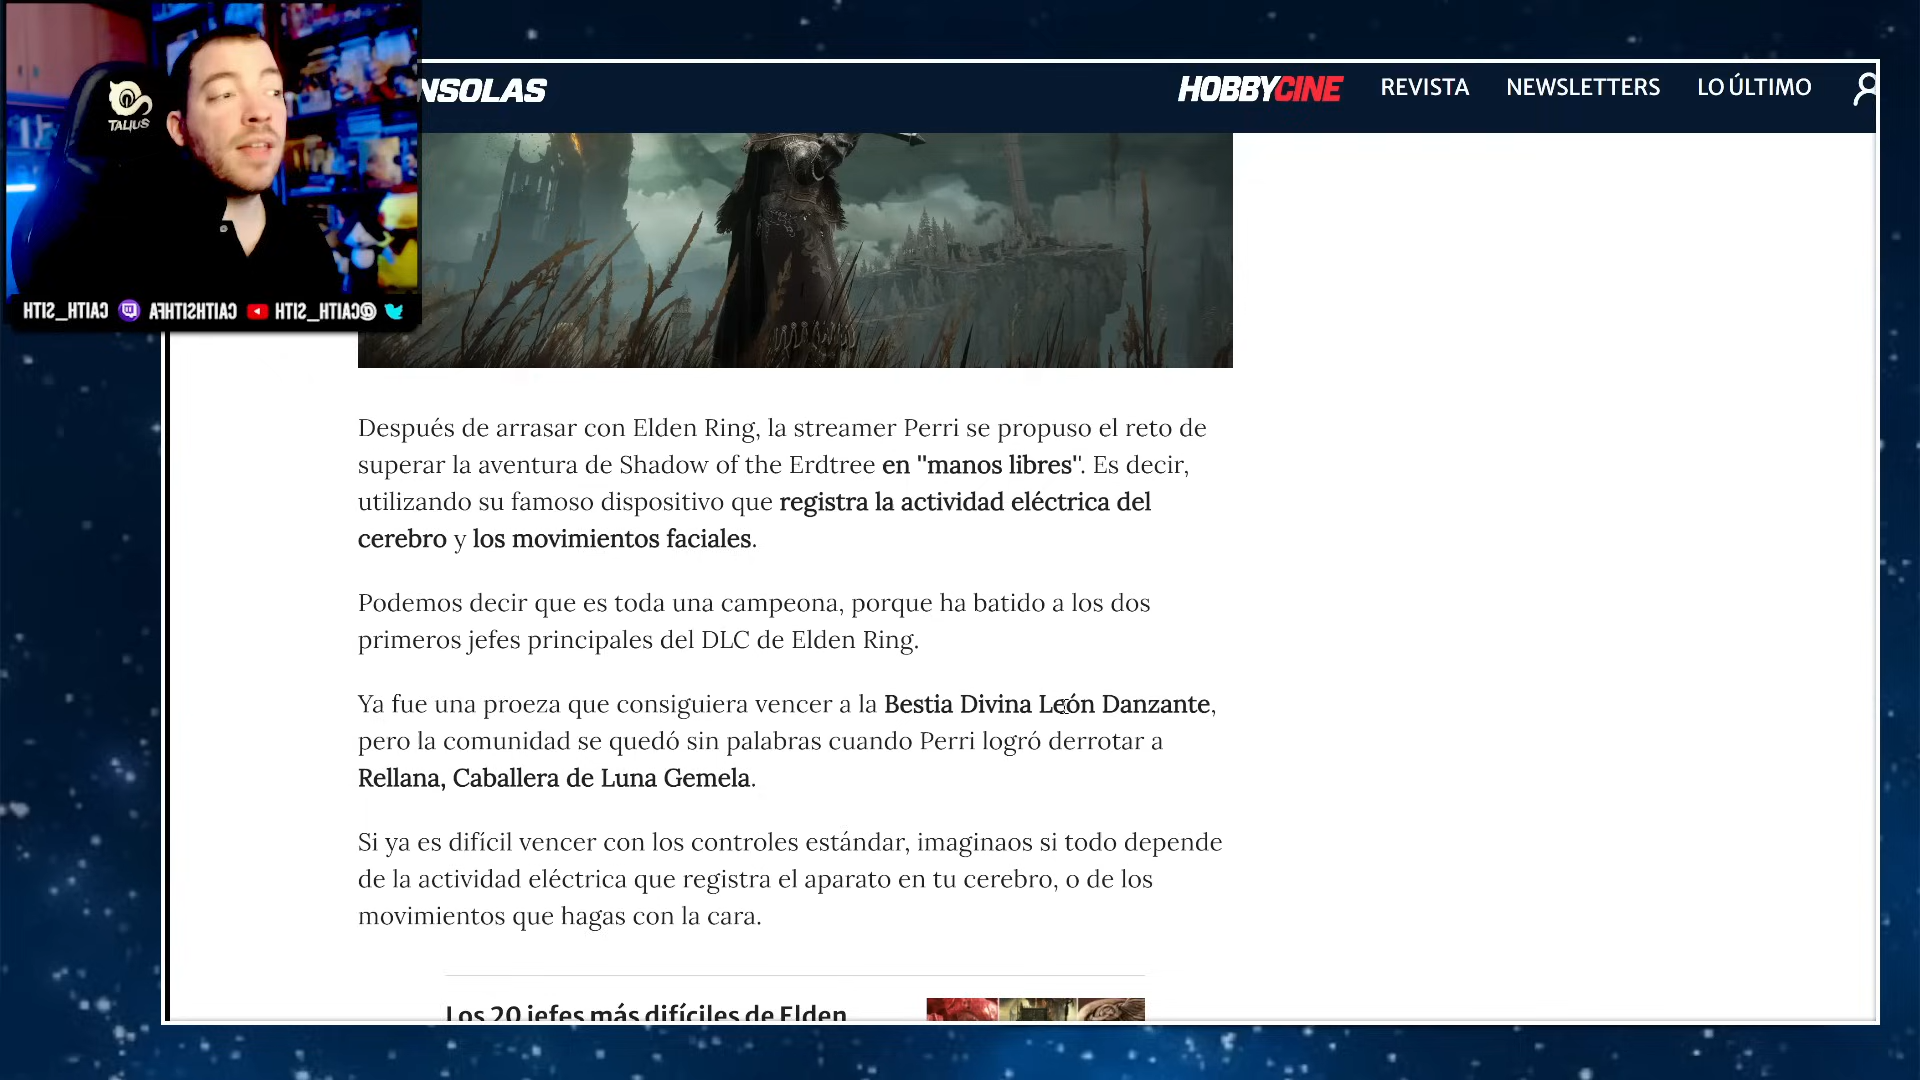 TALIUS
CAITH_SITH CAITHSITHFA @CAITH_SITH
NSOLAS
HOBBYCINE REVISTA NEWSLETTERS LO ÚLTIMO
Después de arrasar con Elden Ring, la streamer Perri se propuso el reto de
superar la aventura de Shadow of the Erdtree en "manos libres". Es decir,
utilizando su famoso dispositivo que registra la actividad eléctrica del
cerebro y los movimientos faciales.
Podemos decir que es toda una campeona, porque ha batido a los dos
primeros jefes principales del DLC de Elden Ring.
Ya fue una proeza que consiguiera vencer a la Bestia Divina León Danzante,
pero la comunidad se quedó sin palabras cuando Perri logró derrotar a
Rellana, Caballera de Luna Gemela.
Si ya es difícil vencer con los controles estándar, imaginaos si todo depende
de la actividad eléctrica que registra el aparato en tu cerebro, o de los
movimientos que hagas con la cara.
Los 20 jefes más difíciles de Elden